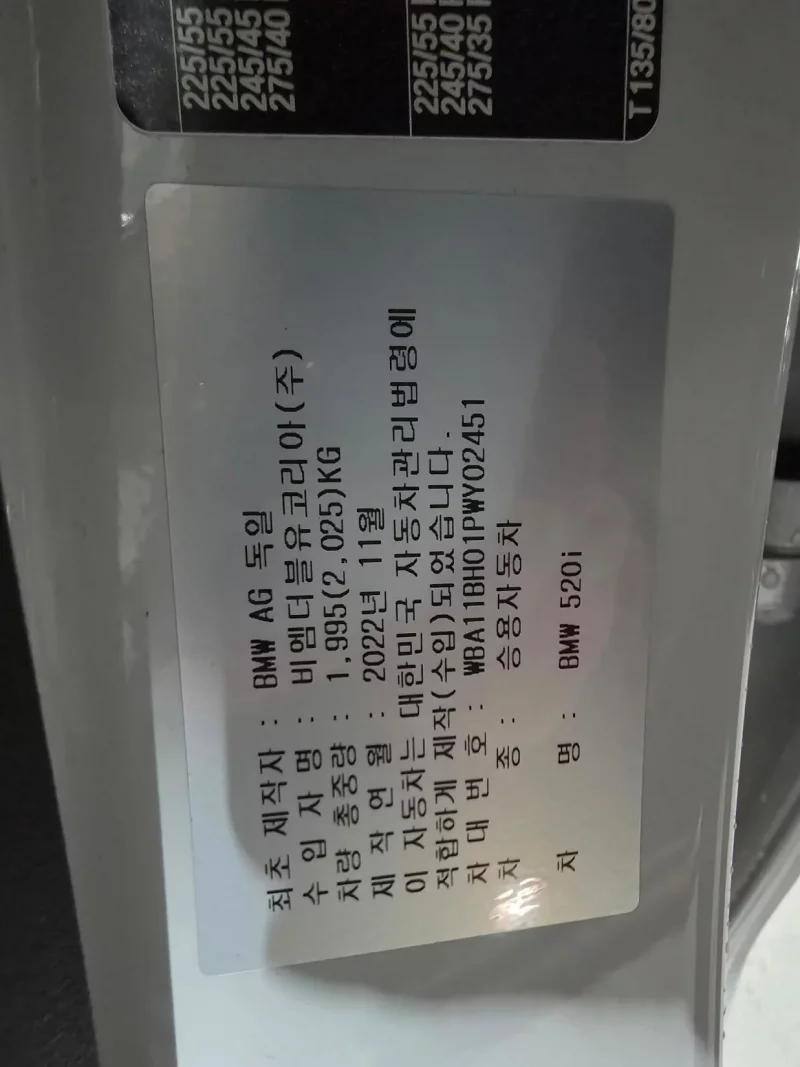 225/55
225/55
245/45
275/40
225/55
245/40
275/35
T 135/80
최초 제작자 : BMW AG 독일
수 입 자 명 : 비엠더블유코리아(주)
차량 총중량 : 1,995(2,025)KG
제 작 연 월 : 2022년 11월
이 자동차는 대한민국 자동차관리법령에
적합하게 제작(수입)되었습니다.
차 대 번 호 : WBA11BH01PWY02451
차 종 : 승용자동차
차 명 : BMW 520i